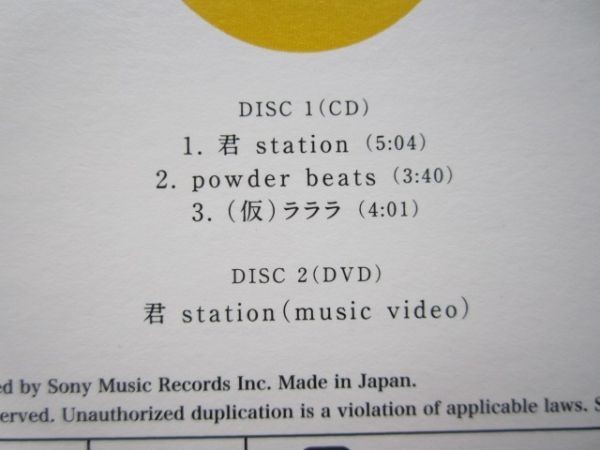 DISC 1(CD)
1. 君 station (5:04)
2. powder beats (3:40)
3. (仮)ラララ (4:01)
DISC 2(DVD)
君 station(music video)
by Sony Music Records Inc. Made in Japan.
Unauthorized duplication is a violation of applicable laws.